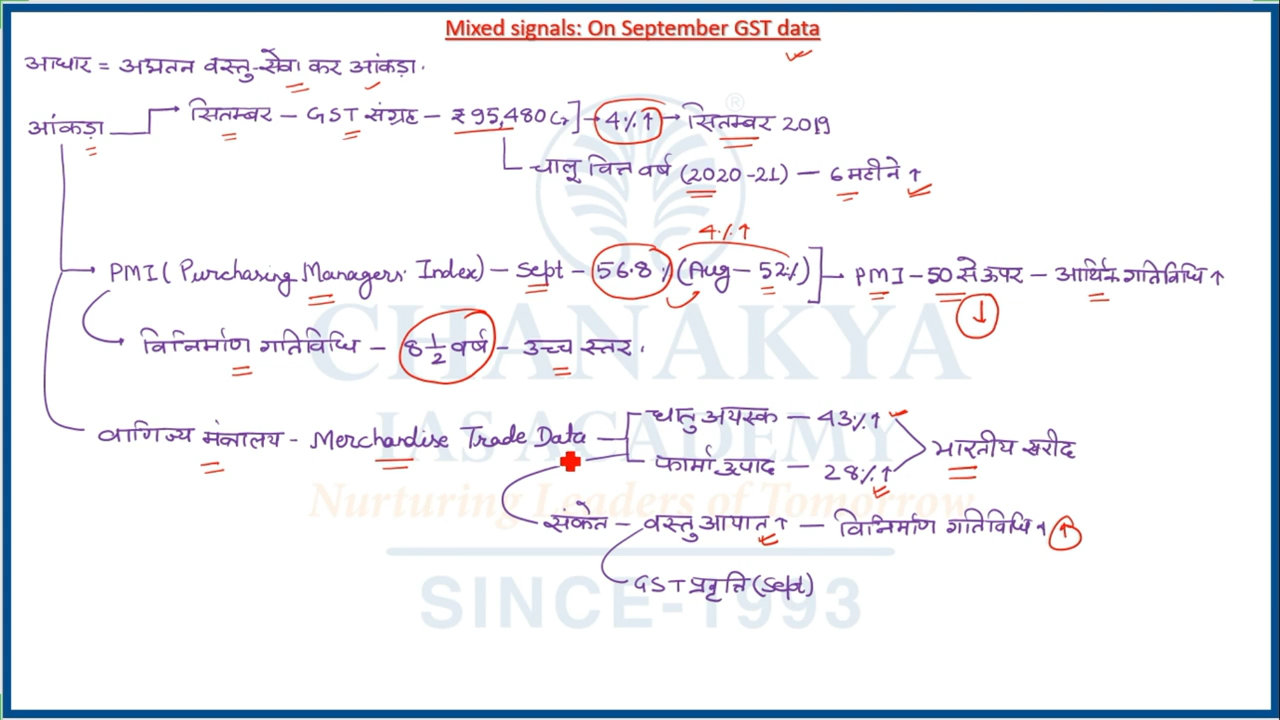 Mixed signals: On September GST data
आधार = अद्यतन वस्तु-सेवा कर आंकड़ा.
आंकड़ा → सितम्बर - GST संग्रह - ₹95,480 Cr] → 4%↑ → सितम्बर 2019
चालू वित्त वर्ष (2020-21) - 6 महीने ↑
4%↑
→ PMI (Purchasing Managers' Index) - Sept - 56.8% (Aug - 52%)] → PMI - 50 से ऊपर - आर्थिक गतिविधि ↑
↓
→ विनिर्माण गतिविधि - 8 1/2 वर्ष - उच्च स्तर.
वाणिज्य मंत्रालय - Merchandise Trade Data
धातु अयस्क - 43%↑
फार्मा उत्पाद - 28%↑
भारतीय खरीद
संकेत - वस्तु आयात ↑ - विनिर्माण गतिविधि ↑ ↑
GST प्रवृत्ति (Sept)
CHANAKYA
IAS ACADEMY
Nurturing Leaders of Tomorrow
SINCE-1993
®